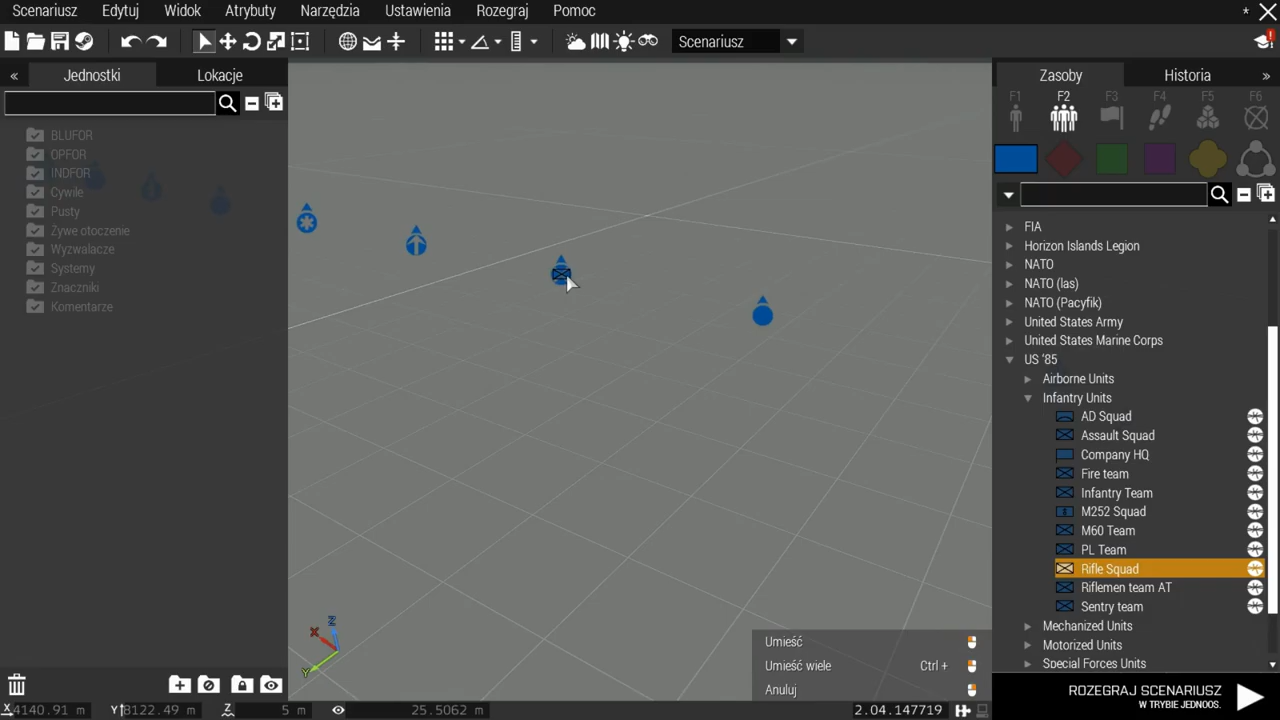 Scenariusz Edytuj Widok Atrybuty Narzędzia Ustawienia Rozegraj Pomoc *
Scenariusz
« Jednostki Lokacje
Zasoby Historia »
F1 F2 F3 F4 F5 F6
BLUFOR
OPFOR
INDFOR
Cywile
Pusty
Żywe otoczenie
Wyzwalacze
Systemy
Znaczniki
Komentarze
FIA
Horizon Islands Legion
NATO
NATO (las)
NATO (Pacyfik)
United States Army
United States Marine Corps
US '85
Airborne Units
Infantry Units
AD Squad
Assault Squad
Company HQ
Fire team
Infantry Team
M252 Squad
M60 Team
PL Team
Rifle Squad
Riflemen team AT
Sentry team
Mechanized Units
Motorized Units
Special Forces Units
X Z
Y
Umieść
Umieść wiele Ctrl +
Anuluj
ROZEGRAJ SCENARIUSZ
W TRYBIE JEDNOOS.
X 4140.91 m Y 8122.49 m Z 5 m 25.5062 m 2.04.147719